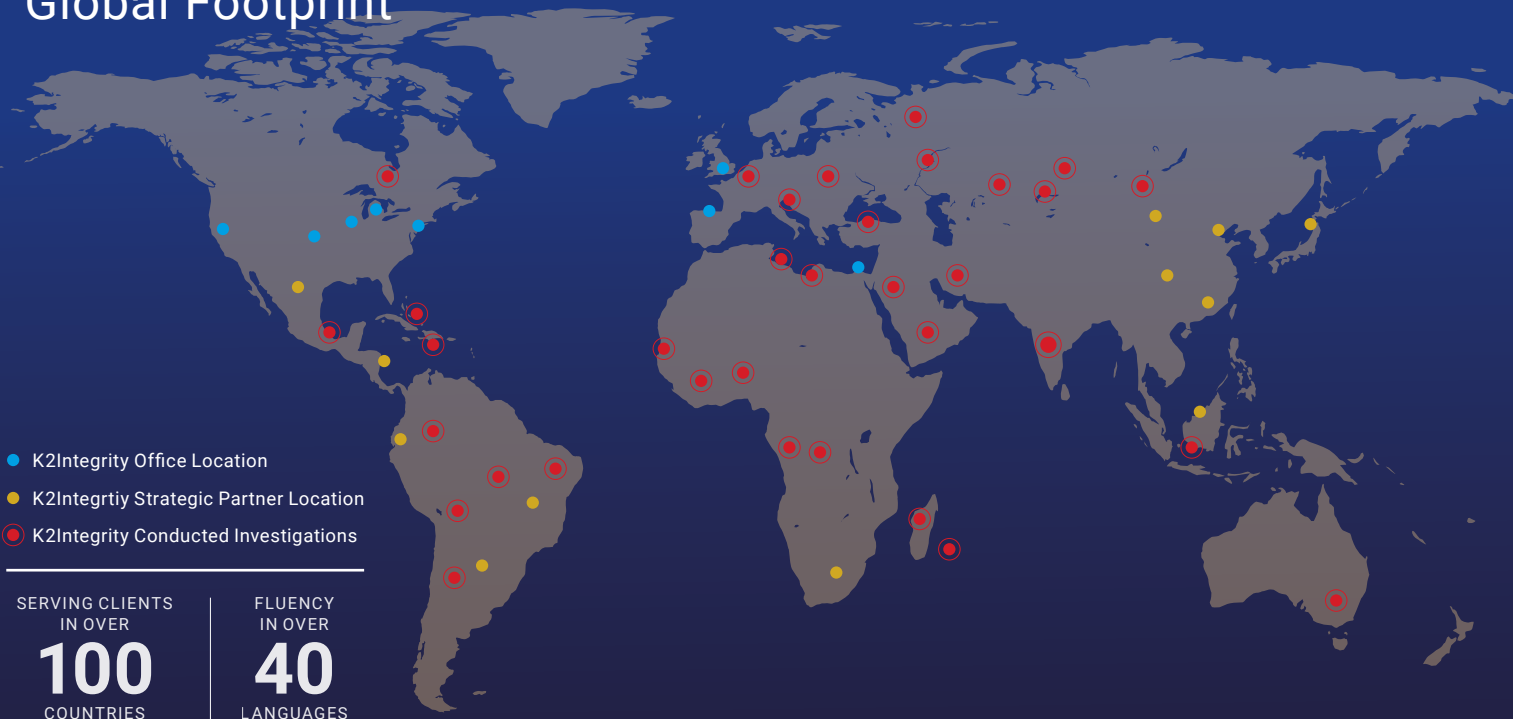 Global Footprint
K2Integrity Office Location
K2Integrtiy Strategic Partner Location
K2Integrity Conducted Investigations
SERVING CLIENTS
IN OVER
100
COUNTRIES
FLUENCY
IN OVER
40
LANGUAGES